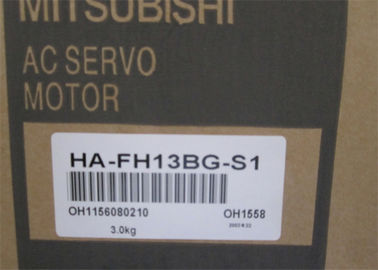 MITSUBISHI
AC SERVO
MOTOR
HA-FH13BG-S1
OH1156080210 OH1558
3.0kg